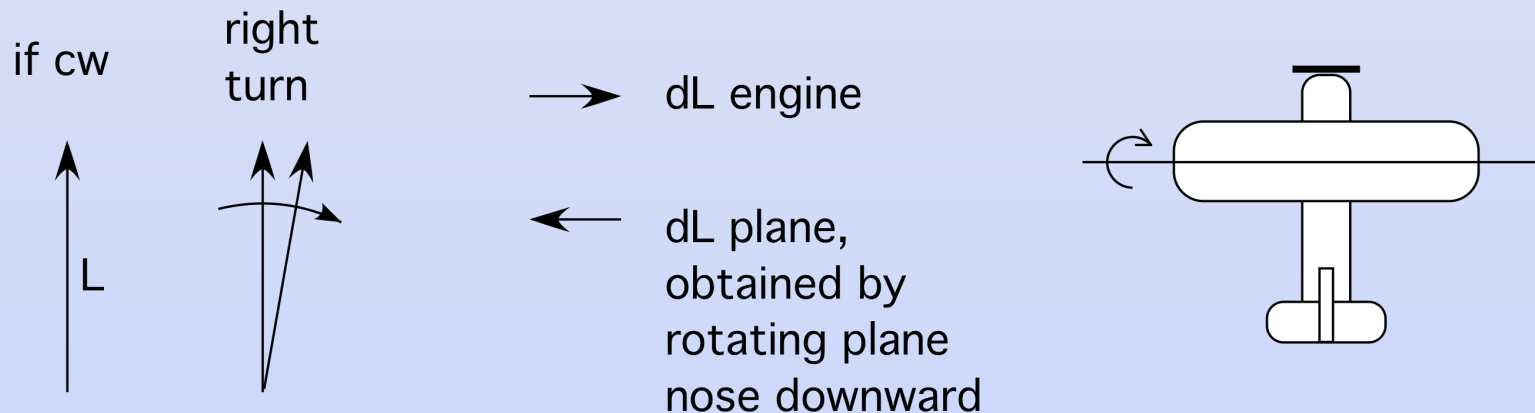 if cw
right
turn
L
dL engine
dL plane,
obtained by
rotating plane
nose downward